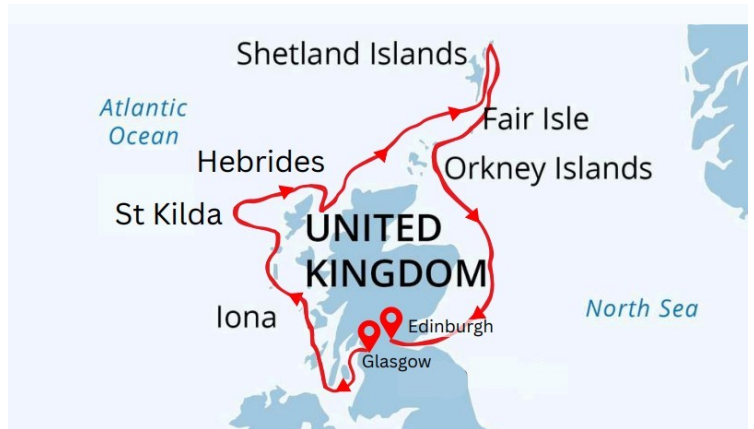 Shetland Islands
Atlantic
Ocean
Fair Isle
Hebrides
Orkney Islands
St Kilda
UNITED
KINGDOM
Iona
North Sea
Edinburgh
Glasgow